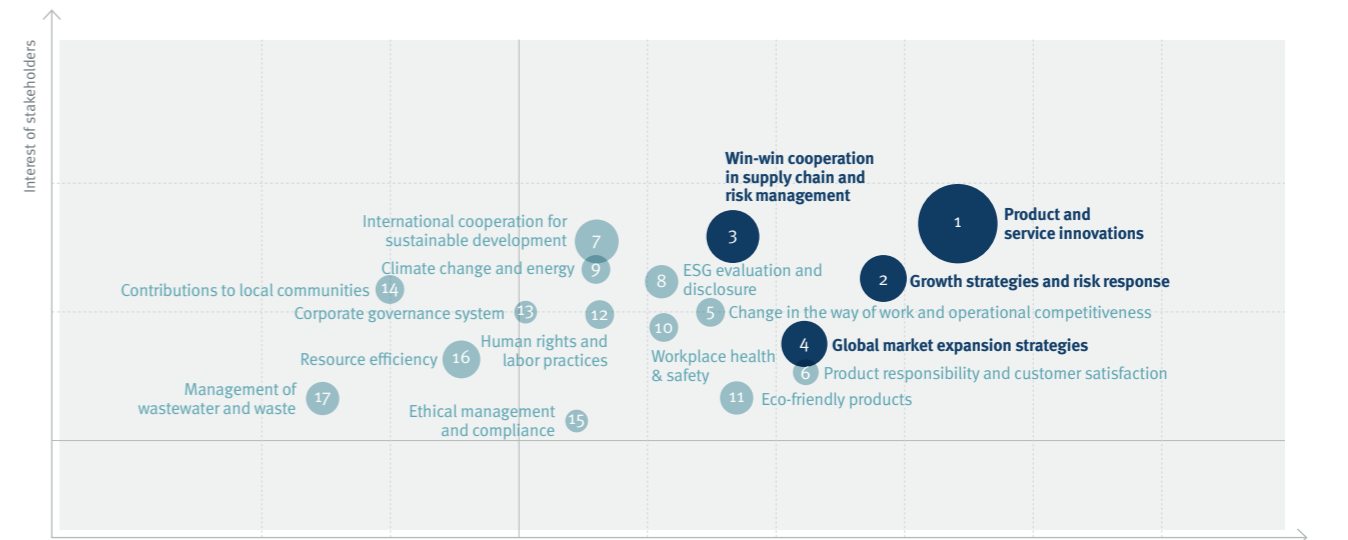 Interest of stakeholders
Win-win cooperation
in supply chain and
risk management
3
1
Product and
service innovations
International cooperation for
sustainable development
7
Climate change and energy
9
ESG evaluation and
disclosure
8
2
Growth strategies and risk response
Contributions to local communities
14
Corporate governance system
13
12
Human rights and
labor practices
5
Change in the way of work and operational competitiveness
10
Workplace health
& safety
4
Global market expansion strategies
Resource efficiency
16
6
Product responsibility and customer satisfaction
Management of
wastewater and waste
17
11
Eco-friendly products
Ethical management
and compliance
15